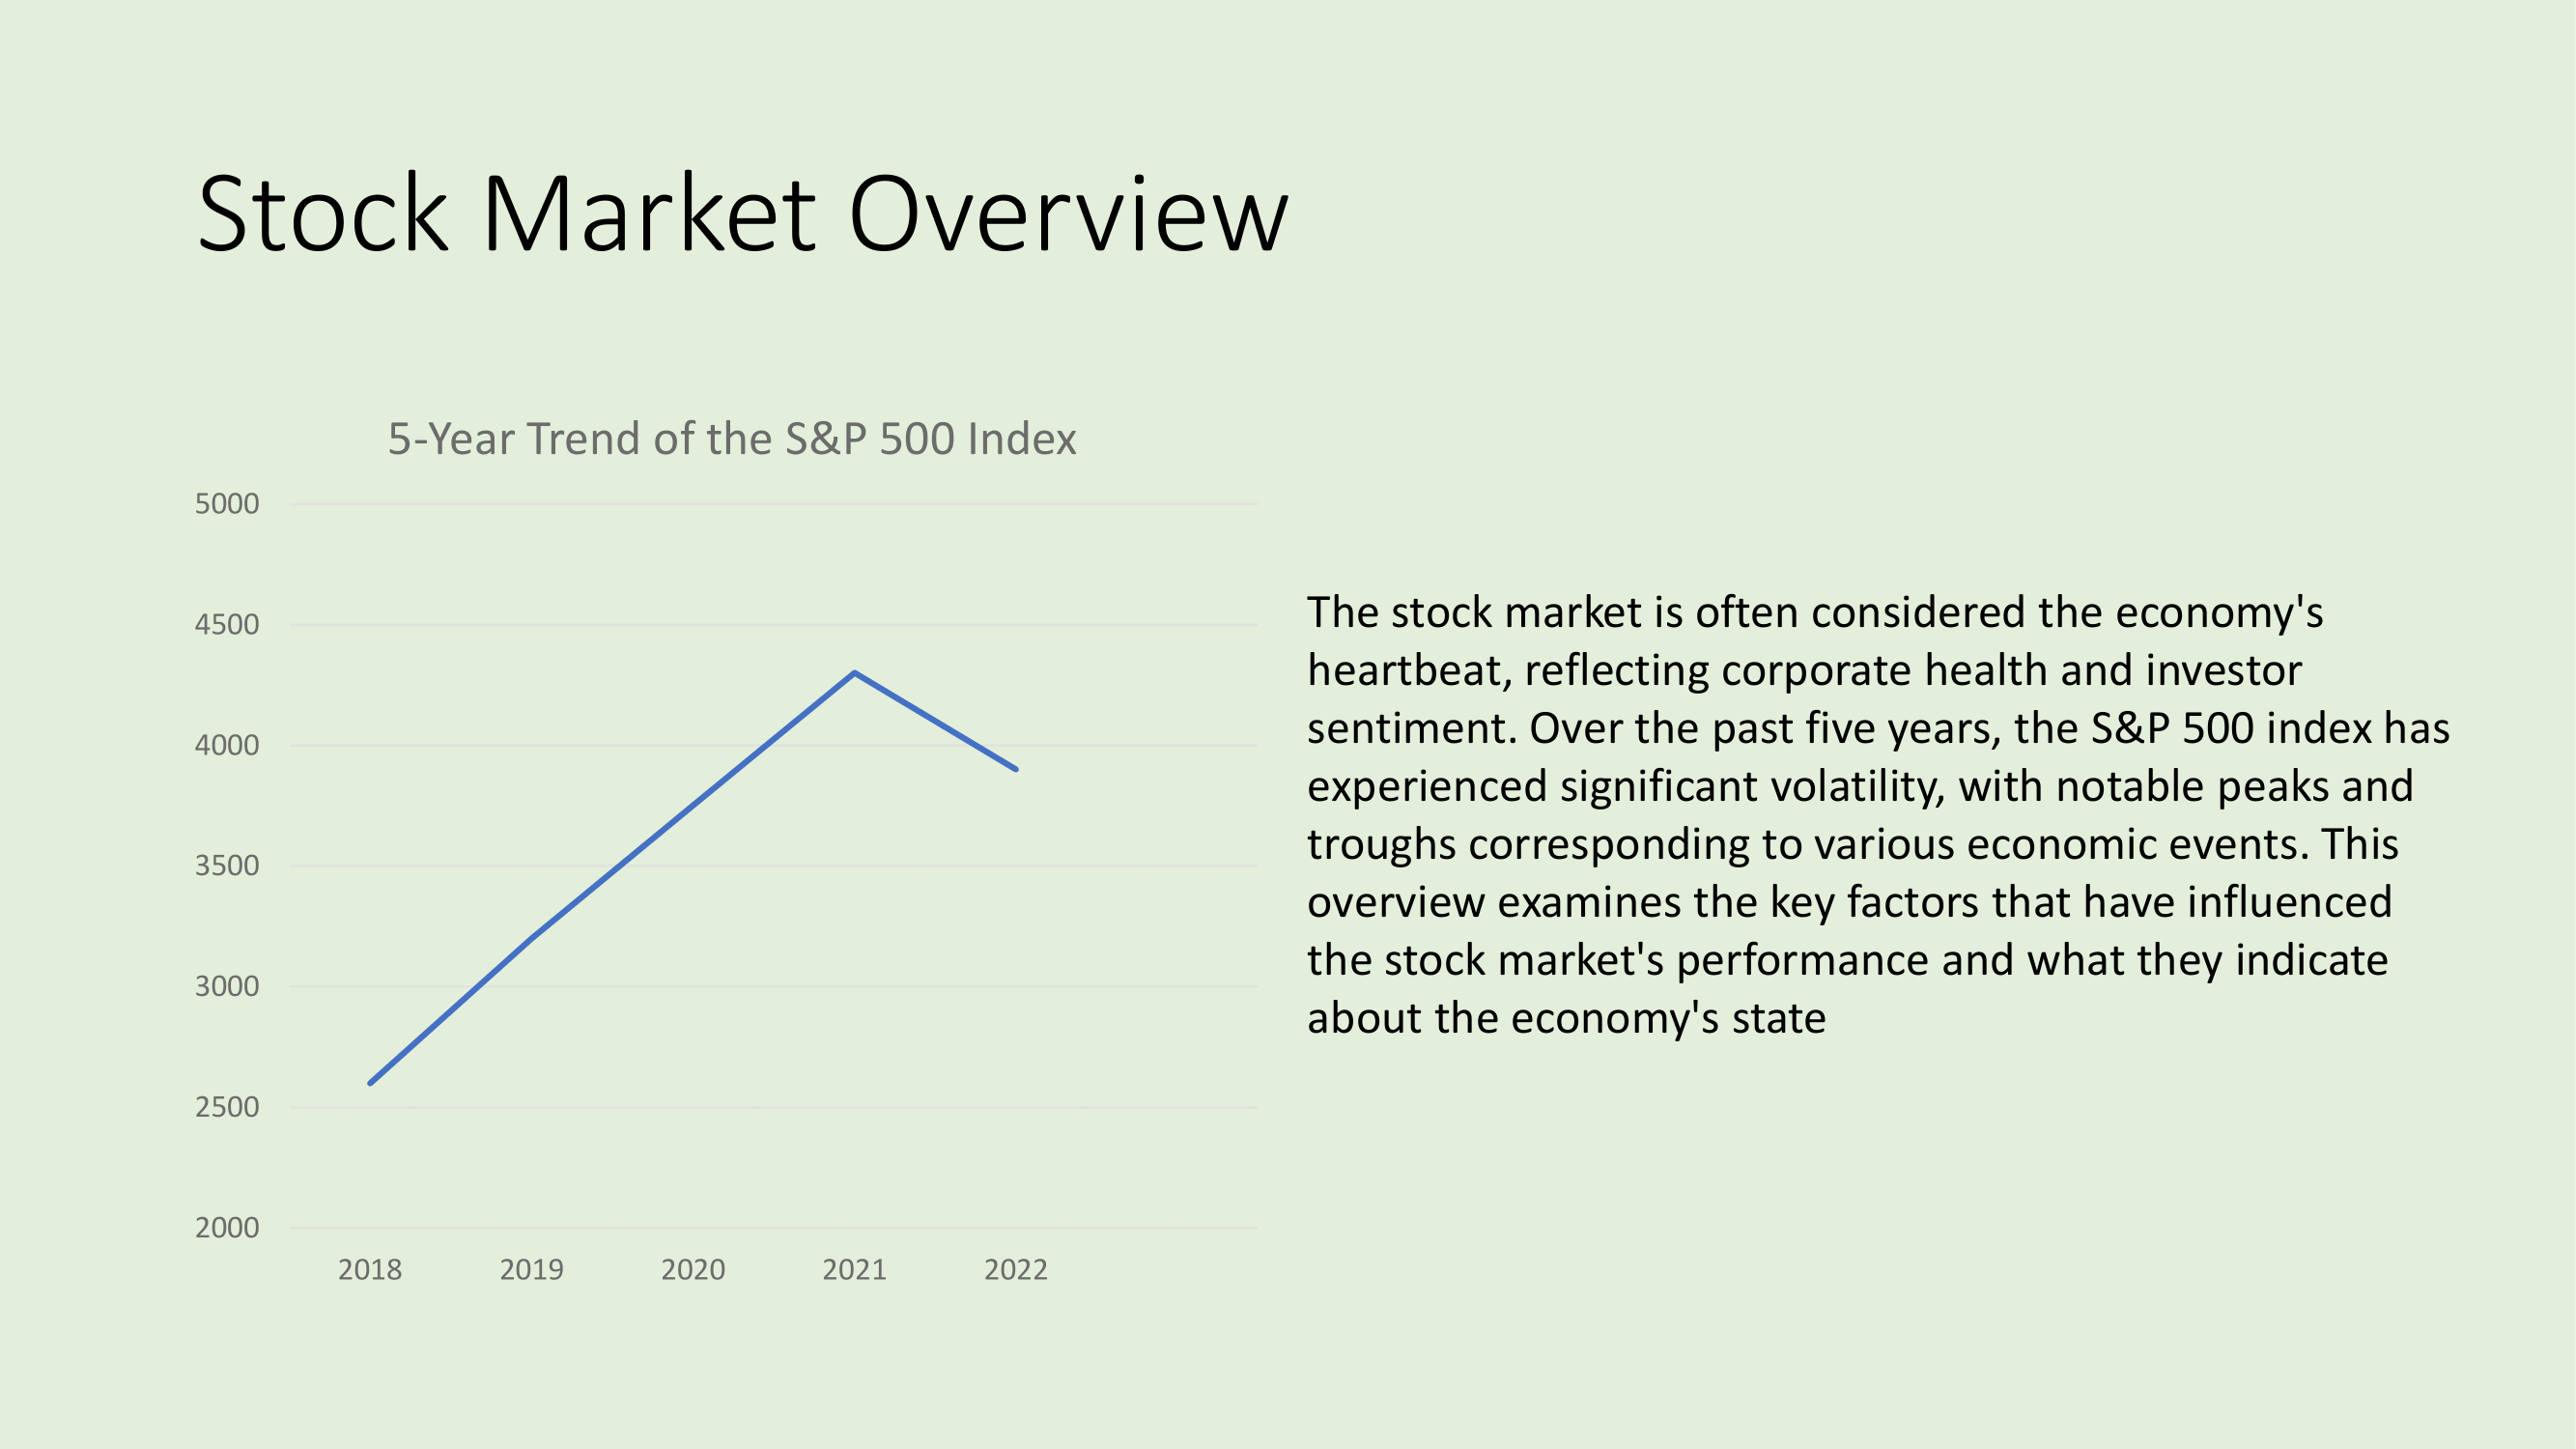 Stock Market Overview
5-Year Trend of the S&P 500 Index
5000
4500
4000
3500
3000
2500
2000
2018 2019 2020 2021 2022
The stock market is often considered the economy's
heartbeat, reflecting corporate health and investor
sentiment. Over the past five years, the S&P 500 index has
experienced significant volatility, with notable peaks and
troughs corresponding to various economic events. This
overview examines the key factors that have influenced
the stock market's performance and what they indicate
about the economy's state